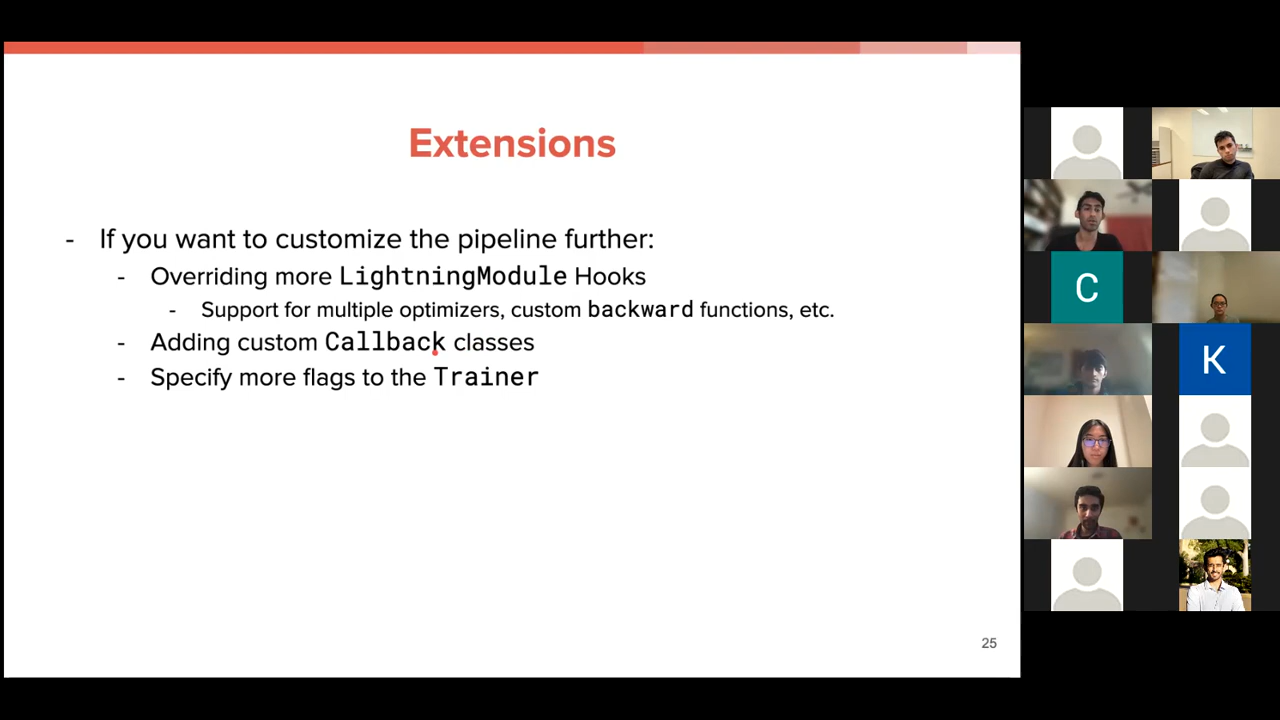 Extensions
- If you want to customize the pipeline further:
- Overriding more LightningModule Hooks
- Support for multiple optimizers, custom backward functions, etc.
- Adding custom Callback classes
- Specify more flags to the Trainer
25
C
K